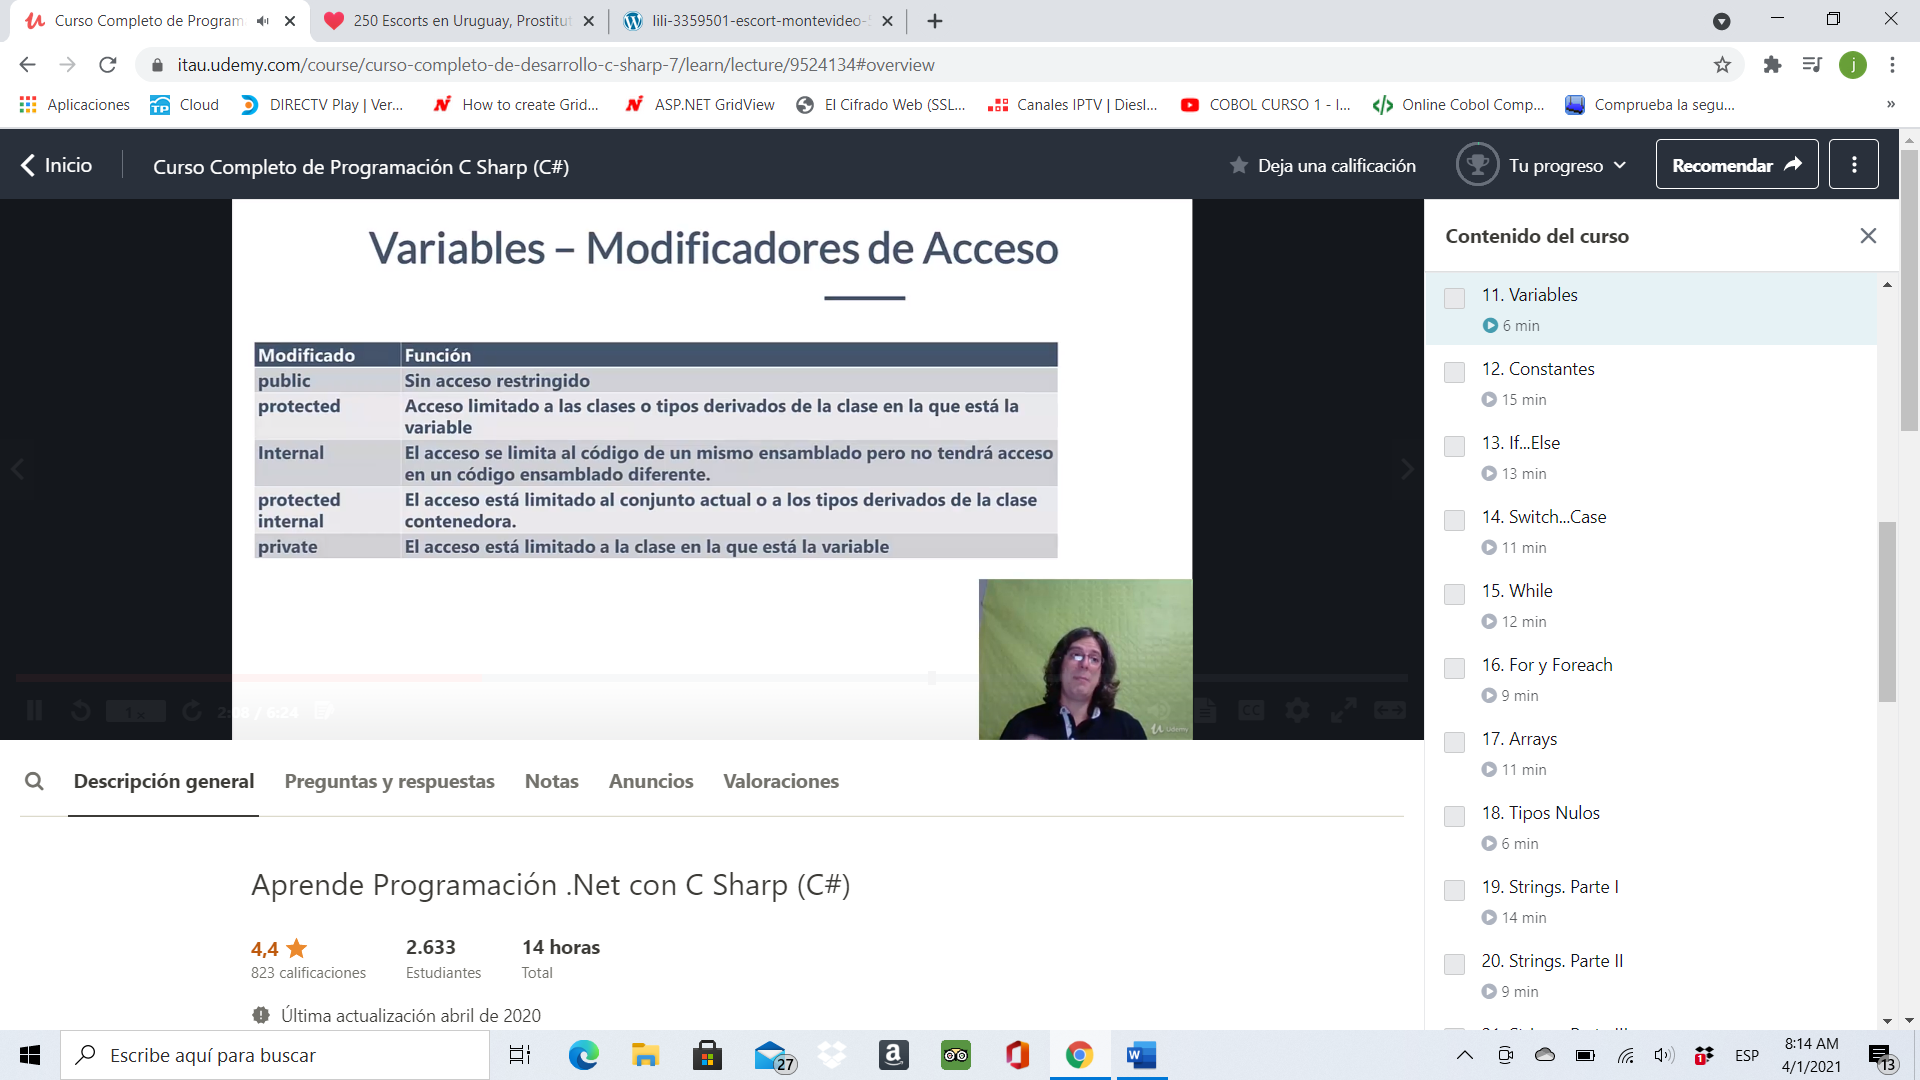 Curso Completo de Program
250 Escorts en Uruguay, Prostitut
lili-3359501-escort-montevideo-5
itau.udemy.com/course/curso-completo-de-desarrollo-c-sharp-7/learn/lecture/9524134#overview
j
Aplicaciones
Cloud
DIRECTV Play | Ver...
How to create Grid...
ASP.NET GridView
El Cifrado Web (SSL...
Canales IPTV | Diesl...
COBOL CURSO 1 - I...
Online Cobol Comp...
Comprueba la segu...
»
Inicio
Curso Completo de Programación C Sharp (C#)
Deja una calificación
Tu progreso
Recomendar
Variables – Modificadores de Acceso
Modificado Función
public Sin acceso restringido
protected Acceso limitado a las clases o tipos derivados de la clase en la que está la
variable
Internal El acceso se limita al código de un mismo ensamblado pero no tendrá acceso
en un código ensamblado diferente.
protected El acceso está limitado al conjunto actual o a los tipos derivados de la clase
internal contenedora.
private El acceso está limitado a la clase en la que está la variable
1x
2:08 / 6:24
Udemy
CC
Contenido del curso
11. Variables
6 min
12. Constantes
15 min
13. If...Else
13 min
14. Switch...Case
11 min
15. While
12 min
16. For y Foreach
9 min
17. Arrays
11 min
18. Tipos Nulos
6 min
19. Strings. Parte I
14 min
20. Strings. Parte II
9 min
Descripción general
Preguntas y respuestas
Notas
Anuncios
Valoraciones
Aprende Programación .Net con C Sharp (C#)
4,4 2.633 14 horas
823 calificaciones Estudiantes Total
Última actualización abril de 2020
Escribe aquí para buscar
27
ESP
8:14 AM
4/1/2021
13